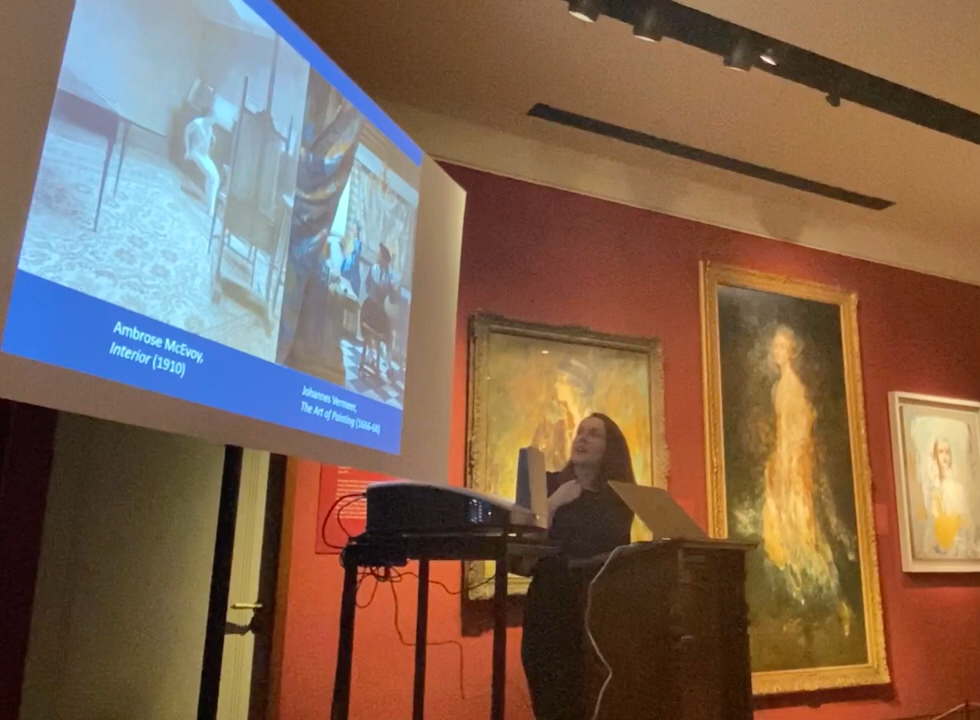 Ambrose McEvoy,
Interior (1910)
Johannes Vermeer,
The Art of Painting (1666-68)